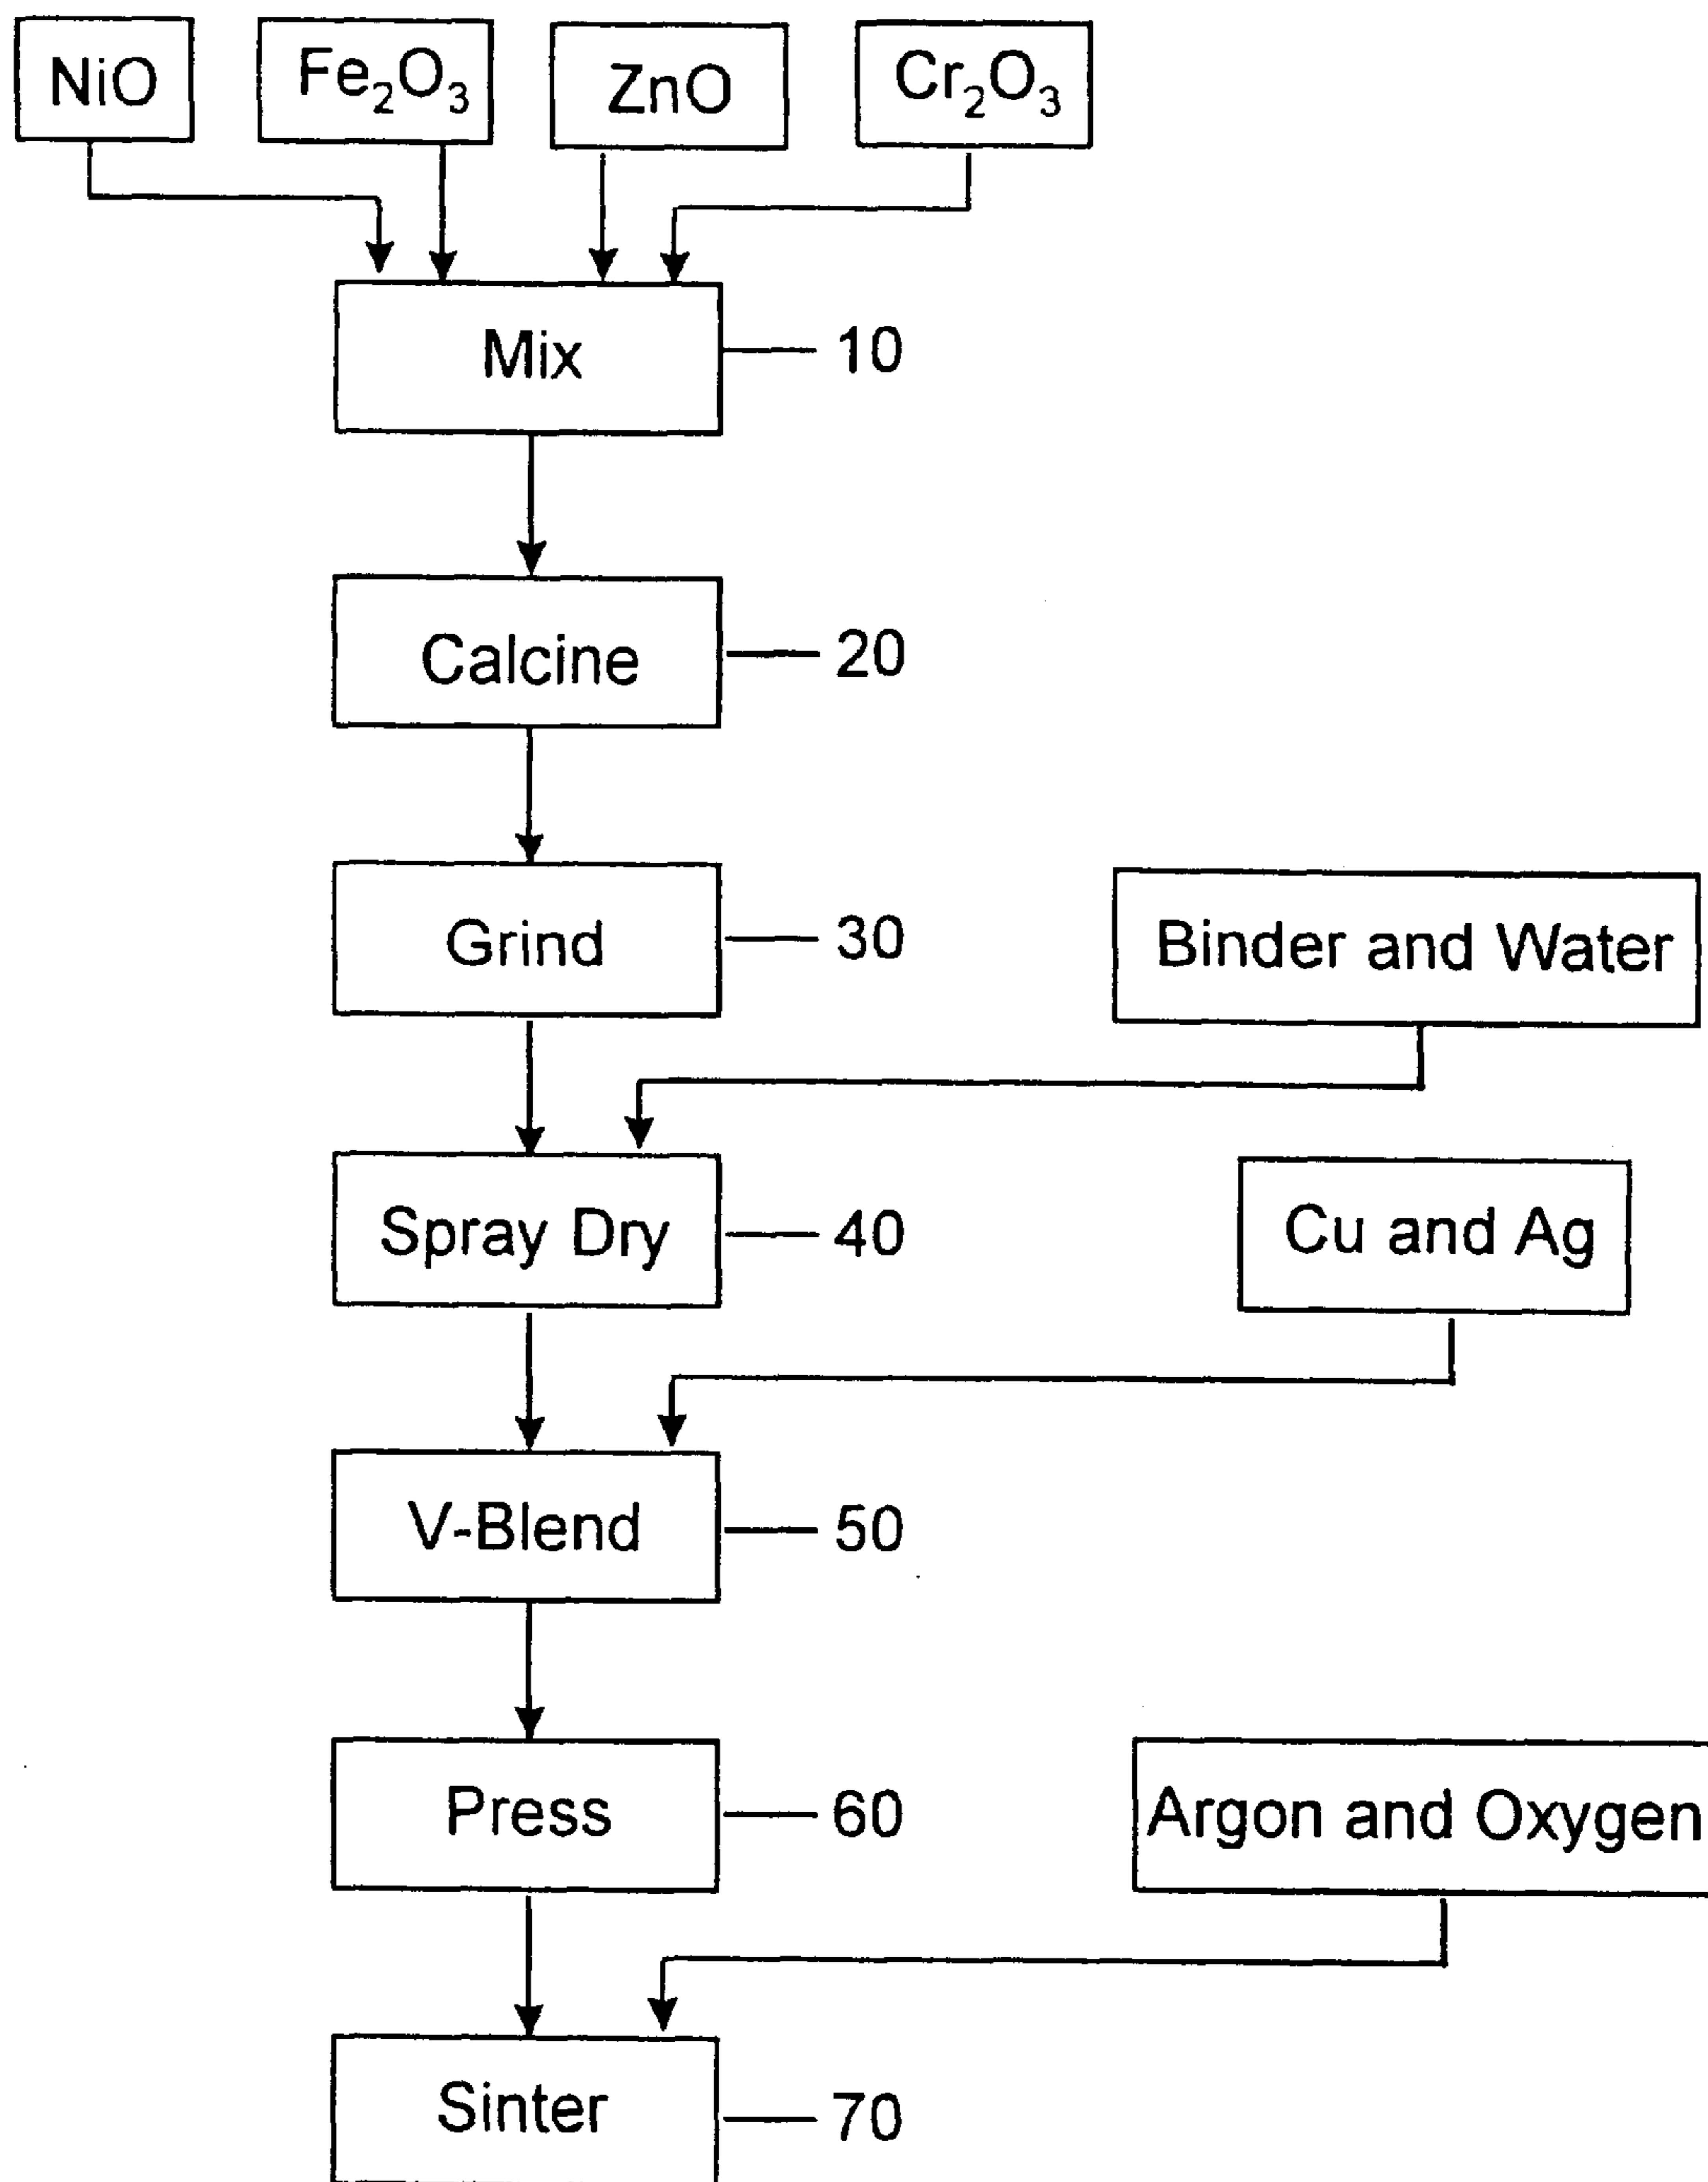 NiO
Fe₂O₃
ZnO
Cr₂O₃
Mix
10
Calcine
20
Grind
30
Binder and Water
Spray Dry
40
Cu and Ag
V-Blend
50
Press
60
Argon and Oxygen
Sinter
70